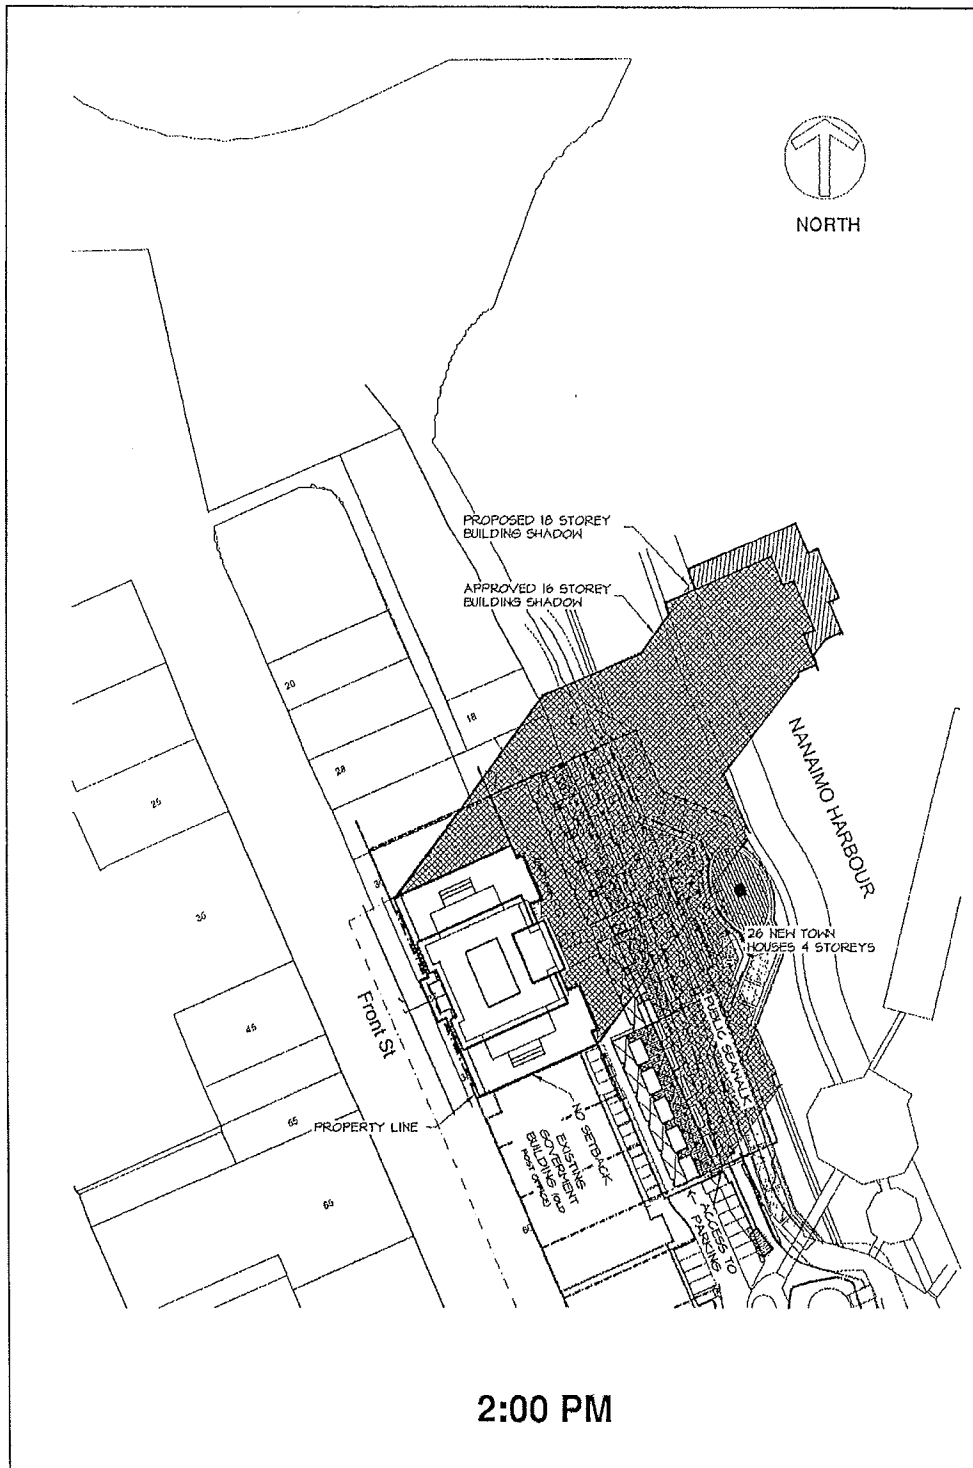 NORTH
PROPOSED 18 STOREY
BUILDING SHADOW
APPROVED 16 STOREY
BUILDING SHADOW
20
18
28
25
NANAIMO HARBOUR
36
26 NEW TOWN
HOUSES 4 STOREYS
Front St
PUBLIC SEAWALK
45
65
PROPERTY LINE
NO SETBACK
EXISTING
GOVERMENT
BUILDING (OLD
POST OFFICE)
ACCESS TO
PARKING
60
2:00 PM